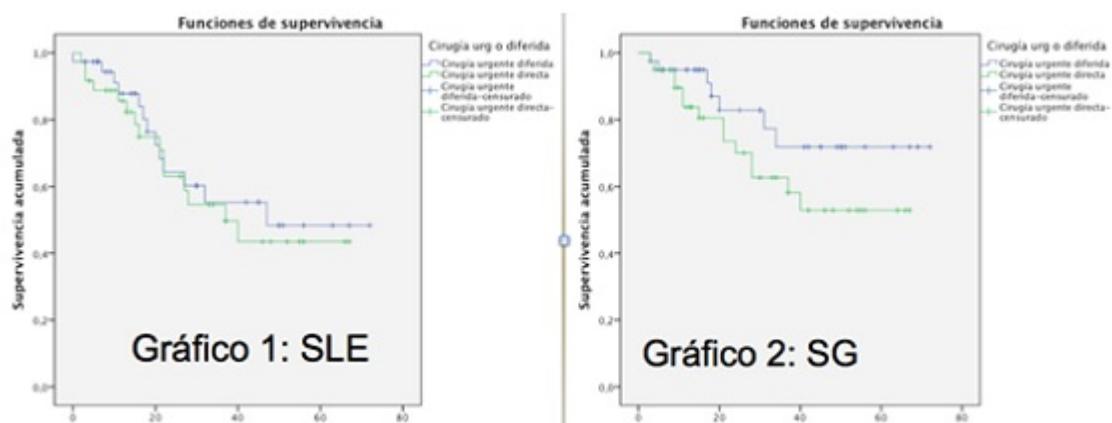 Funciones de supervivencia
Cirugía urg o diferida
Cirugía urgente diferida
Cirugía urgente directa
Cirugía urgente
diferida-censurado
Cirugía urgente directa-
censurado
Supervivencia acumulada
1,0
0,8
0,6
0,4
0,2
0,0
Gráfico 1: SLE
0
20
40
60
80
Funciones de supervivencia
Cirugía urg o diferida
Cirugía urgente diferida
Cirugía urgente directa
Cirugía urgente
diferida-censurado
Cirugía urgente directa-
censurado
Supervivencia acumulada
1,0
0,8
0,6
0,4
0,2
0,0
Gráfico 2: SG
0
20
40
60
80